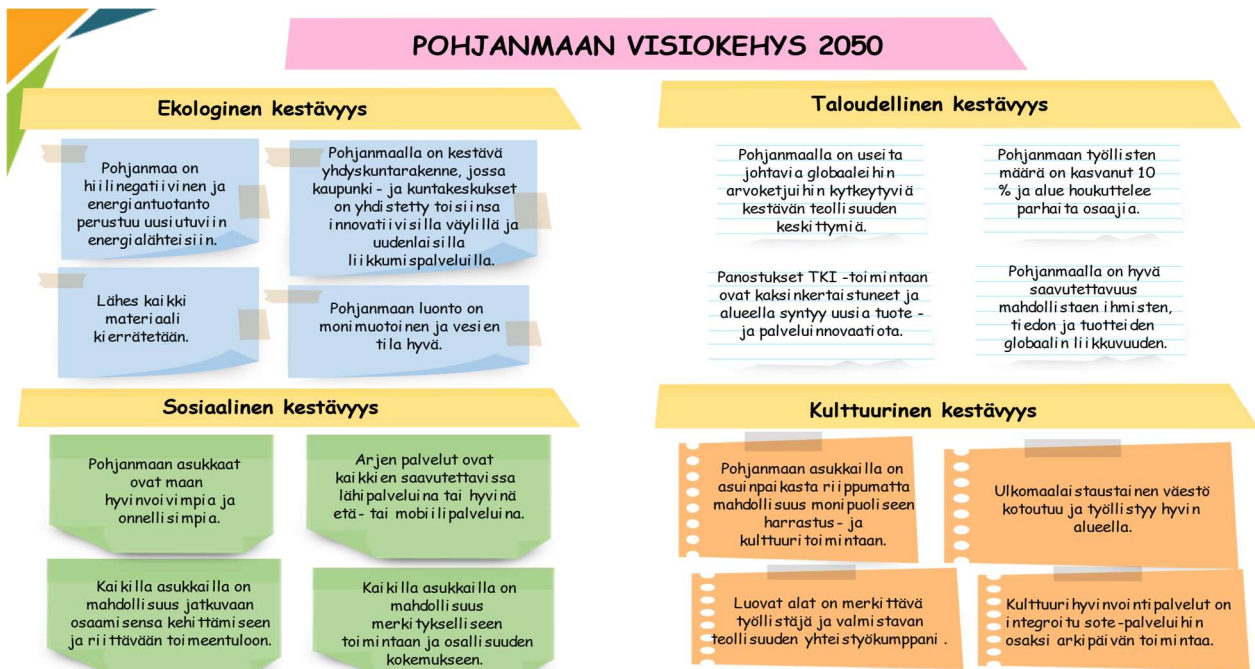 POHJANMAAN VISIOKEHYS 2050
Ekologinen kestävyys
Pohjanmaa on
hiilinegatiivinen ja
energiantuotanto
perustuu uusiutuviin
energialähteisiin.
Pohjanmaalla on kestävä
yhdyskuntarakenne, jossa
kaupunki- ja kuntakeskukset
on yhdistetty toisiinsa
innovatiivisilla väylillä ja
uudenlaisilla
liikkumispalveluilla.
Lähes kaikki
materiaali
kierrätetään.
Pohjanmaan luonto on
monimuotoinen ja vesien
tila hyvä.
Taloudellinen kestävyys
Pohjanmaalla on useita
johtavia globaaleihin
arvoketjuihin kytkeytyviä
kestävän teollisuuden
keskittymiä.
Pohjanmaan työllisten
määrä on kasvanut 10
% ja alue houkuttelee
parhaita osaajia.
Panostukset TKI -toimintaan
ovat kaksinkertaistuneet ja
alueella syntyy uusia tuote -
ja palveluinnovaatiota.
Pohjanmaalla on hyvä
saavutettavuus
mahdollistaen ihmisten,
tiedon ja tuotteiden
globaalin liikkuvuuden.
Sosiaalinen kestävyys
Pohjanmaan asukkaat
ovat maan
hyvinvoivimpia ja
onnellisimpia.
Arjen palvelut ovat
kaikkien saavutettavissa
lähipalveluina tai hyvinä
etä- tai mobiilipalveluina.
Kaikilla asukkailla on
mahdollisuus jatkuvaan
osaamisensa kehittämiseen
ja riittävään toimeentuloon.
Kaikilla asukkailla on
mahdollisuus
merkitykselliseen
toimintaan ja osallisuuden
kokemukseen.
Kulttuurinen kestävyys
Pohjanmaan asukkailla on
asuinpaikasta riippumatta
mahdollisuus monipuoliseen
harrastus- ja
kulttuuritoimintaan.
Ulkomaalaistaustainen väestö
kotoutuu ja työllistyy hyvin
alueella.
Luovat alat on merkittävä
työllistäjä ja valmistavan
teollisuuden yhteistyökumppani.
Kulttuurihyvinvointipalvelut on
integroitu sote-palveluihin
osaksi arkipäivän toimintaa.